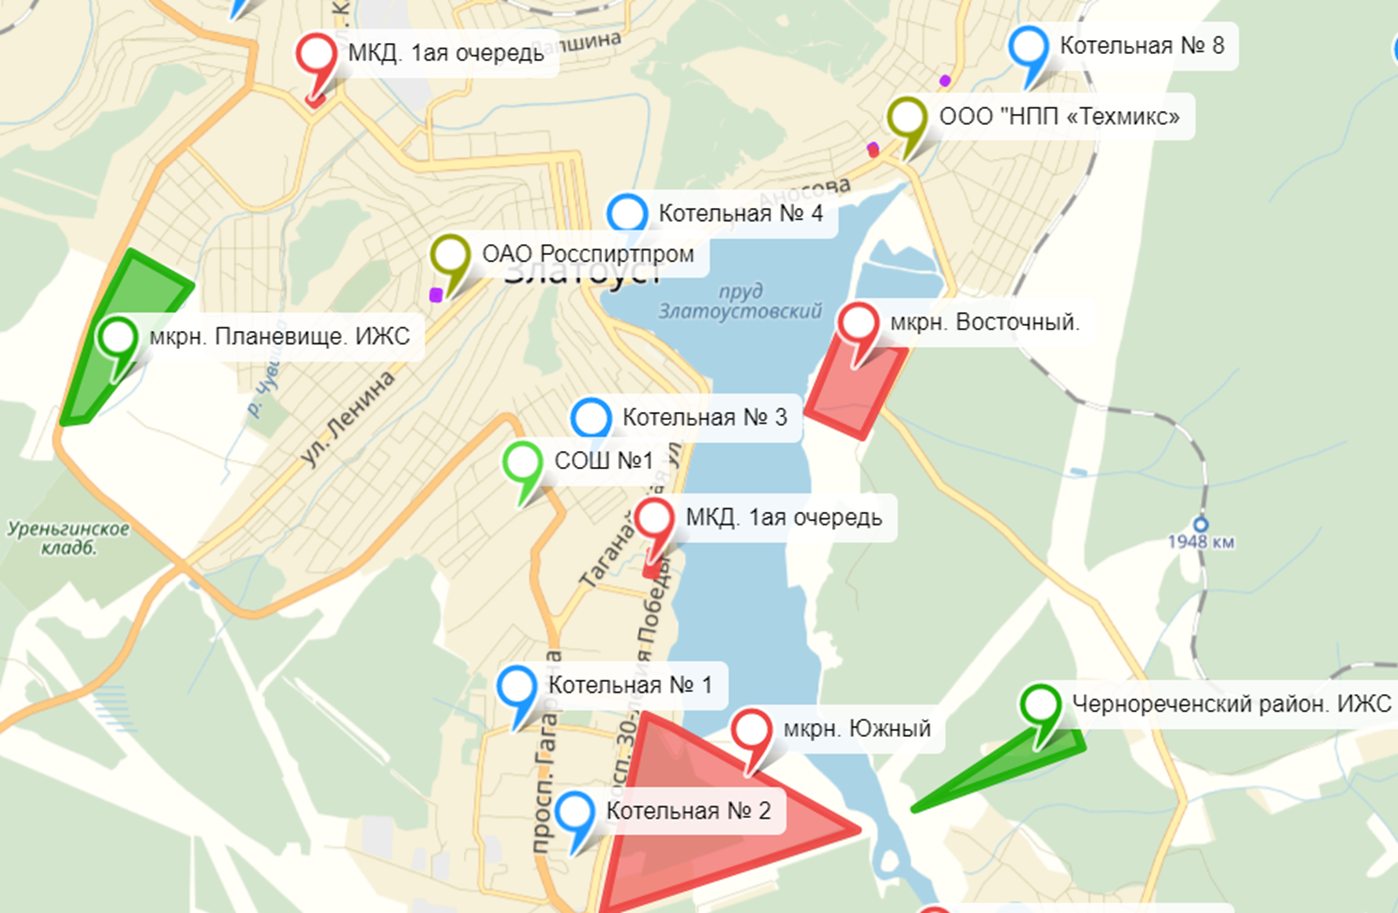 МКД. 1ая очередь
Лапшина
Котельная № 8
ООО "НПП «Техмикс»
Аносова
Котельная № 4
ОАО Росспиртпром
Златоуст
пруд
Златоустовский
мкрн. Восточный.
мкрн. Планевище. ИЖС
ул. Ленина
Котельная № 3
СОШ №1
МКД. 1ая очередь
Уреньгинское
кладб.
1948 км
просп. 30-летия Победы
Котельная № 1
Чернореченский район. ИЖС
мкрн. Южный
просп. Гагарина
Котельная № 2